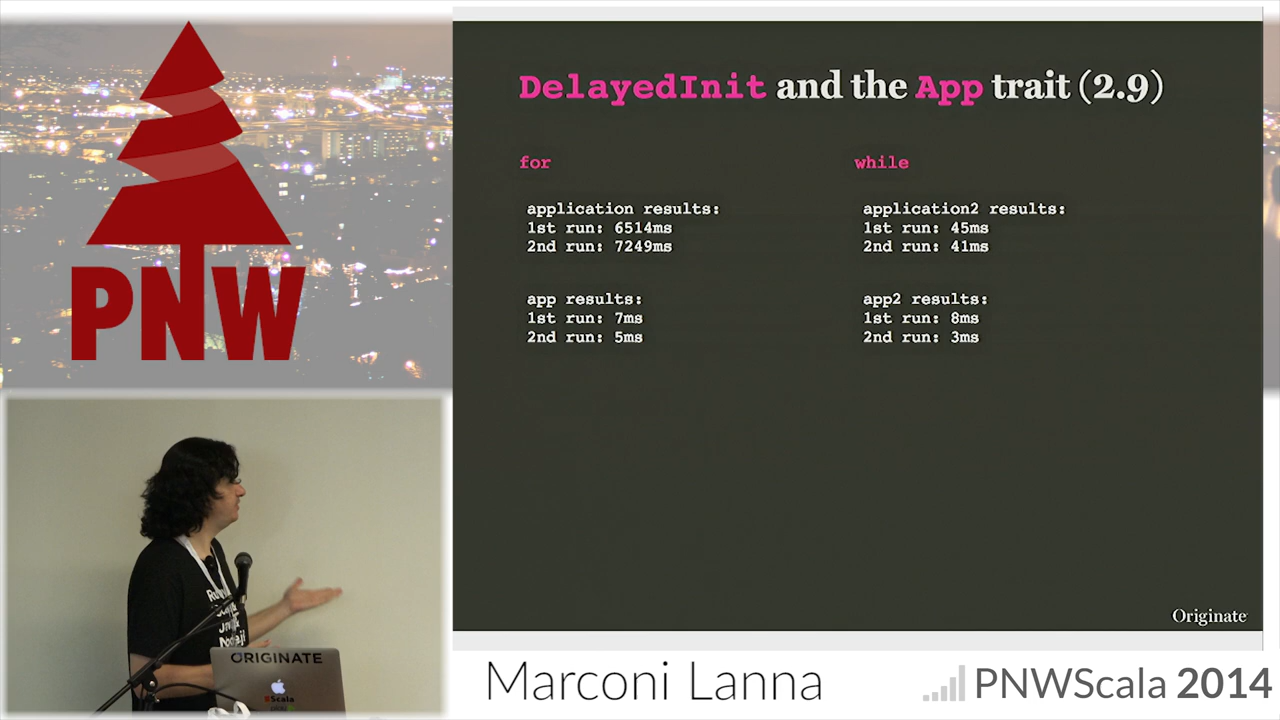 PNW
DelayedInit and the App trait (2.9)
for
application results:
1st run: 6514ms
2nd run: 7249ms
app results:
1st run: 7ms
2nd run: 5ms
while
application2 results:
1st run: 45ms
2nd run: 41ms
app2 results:
1st run: 8ms
2nd run: 3ms
Originate
ORIGINATE
Scala
Marconi Lanna
PNWScala 2014